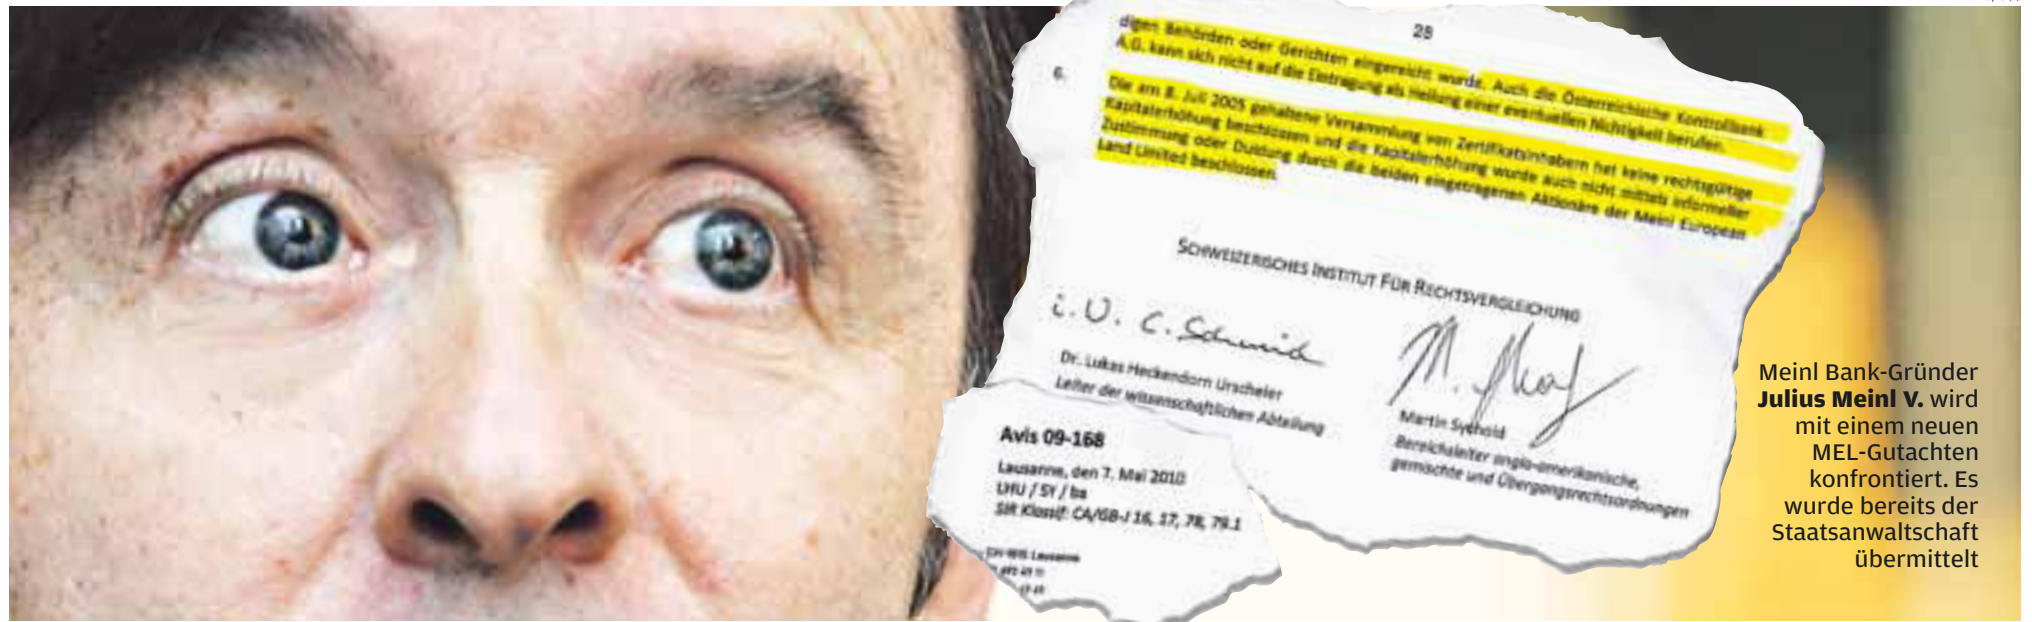 28
digen Behörden oder Gerichten eingereicht wurde. Auch die Österreichische Kontrollbank
A.G. kann sich nicht auf die Eintragung als Heilung einer eventuellen Nichtigkeit berufen.
6.
Die am 8. Juli 2005 gehaltene Versammlung von Zertifikatsinhabern hat keine rechtsgültige
Kapitalerhöhung beschlossen und die Kapitalerhöhung wurde auch nicht mittels informeller
Zustimmung oder Duldung durch die beiden eingetragenen Aktionäre der Meinl European
Land Limited beschlossen.
SCHWEIZERISCHES INSTITUT FÜR RECHTSVERGLEICHUNG
i.V. C. Schmid
Dr. Lukas Heckendorn Urscheler
Leiter der wissenschaftlichen Abteilung
Martin Sychold
Bereichsleiter anglo-amerikanische,
gemischte und Übergangsrechtsordnungen
Avis 09-168
Lausanne, den 7. Mai 2010
LHU / SY / bs
SIR Klassif: CA/GB-J 16, 17, 78, 79.1
Lausanne
Meinl Bank-Gründer
Julius Meinl V. wird
mit einem neuen
MEL-Gutachten
konfrontiert. Es
wurde bereits der
Staatsanwaltschaft
übermittelt